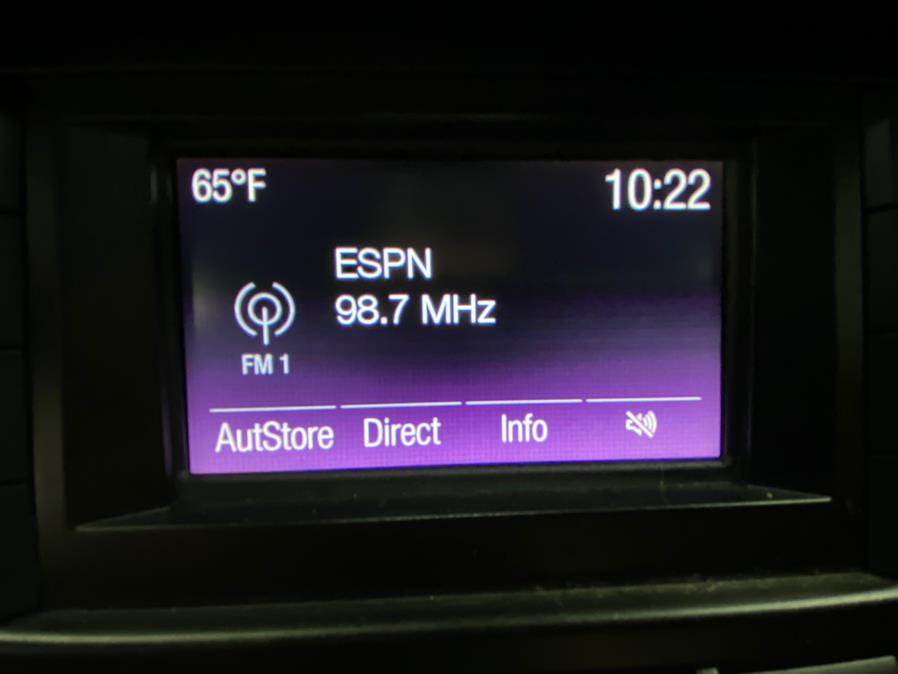 65°F 10:22
ESPN
98.7 MHz
FM 1
AutStore Direct Info